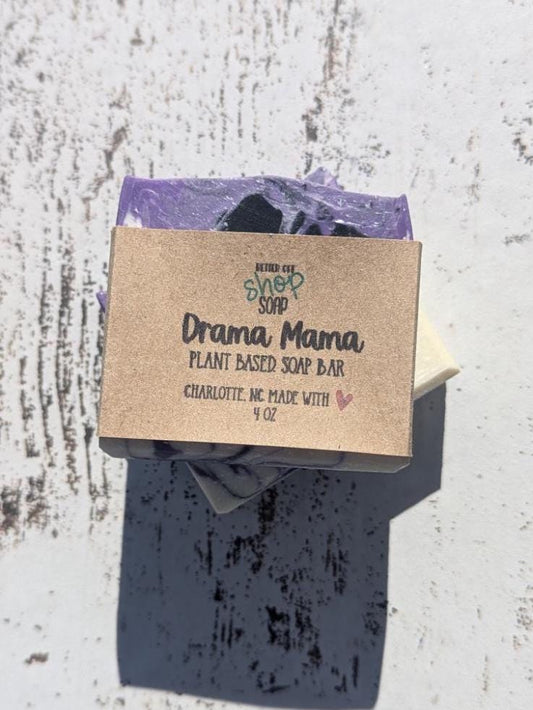 BETTER OFF
shop
SOAP
Drama Mama
PLANT BASED SOAP BAR
CHARLOTTE, NC MADE WITH
4 OZ